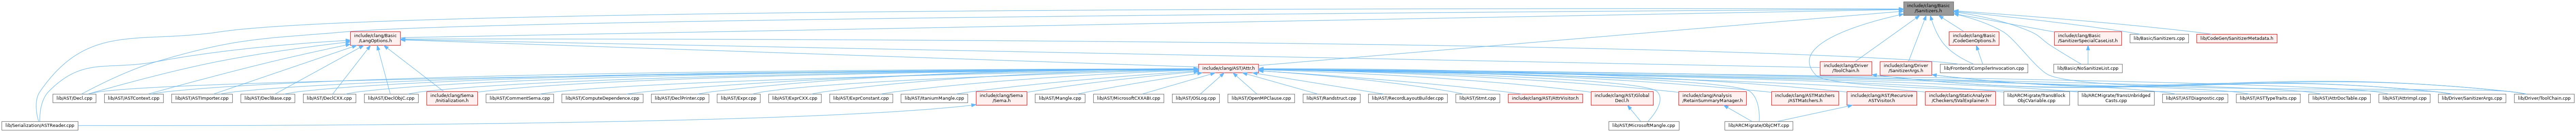 include/clang/Basic
/Sanitizers.h
include/clang/Basic
/LangOptions.h
include/clang/Basic
/CodeGenOptions.h
include/clang/Basic
/SanitizerSpecialCaseList.h
lib/Basic/Sanitizers.cpp
lib/CodeGen/SanitizerMetadata.h
include/clang/AST/Attr.h
include/clang/Driver
/ToolChain.h
include/clang/Driver
/SanitizerArgs.h
lib/Frontend/CompilerInvocation.cpp
lib/Basic/NoSanitizeList.cpp
lib/AST/Decl.cpp
lib/AST/ASTContext.cpp
lib/AST/ASTImporter.cpp
lib/AST/DeclBase.cpp
lib/AST/DeclCXX.cpp
lib/AST/DeclObjC.cpp
include/clang/Sema
/Initialization.h
lib/AST/CommentSema.cpp
lib/AST/ComputeDependence.cpp
lib/AST/DeclPrinter.cpp
lib/AST/Expr.cpp
lib/AST/ExprCXX.cpp
lib/AST/ExprConstant.cpp
lib/AST/ItaniumMangle.cpp
include/clang/Sema
/Sema.h
lib/AST/Mangle.cpp
lib/AST/MicrosoftCXXABI.cpp
lib/AST/OSLog.cpp
lib/AST/OpenMPClause.cpp
lib/AST/Randstruct.cpp
lib/AST/RecordLayoutBuilder.cpp
lib/AST/Stmt.cpp
include/clang/AST/AttrVisitor.h
include/clang/AST/Global
Decl.h
include/clang/Analysis
/RetainSummaryManager.h
include/clang/ASTMatchers
/ASTMatchers.h
include/clang/AST/Recursive
ASTVisitor.h
include/clang/StaticAnalyzer
/Checkers/SValExplainer.h
lib/ARCMigrate/TransBlock
ObjCVariable.cpp
lib/ARCMigrate/TransUnbridged
Casts.cpp
lib/AST/ASTDiagnostic.cpp
lib/AST/ASTTypeTraits.cpp
lib/AST/AttrDocTable.cpp
lib/AST/AttrImpl.cpp
lib/Driver/SanitizerArgs.cpp
lib/Driver/ToolChain.cpp
lib/Serialization/ASTReader.cpp
lib/AST/MicrosoftMangle.cpp
lib/ARCMigrate/ObjCMT.cpp